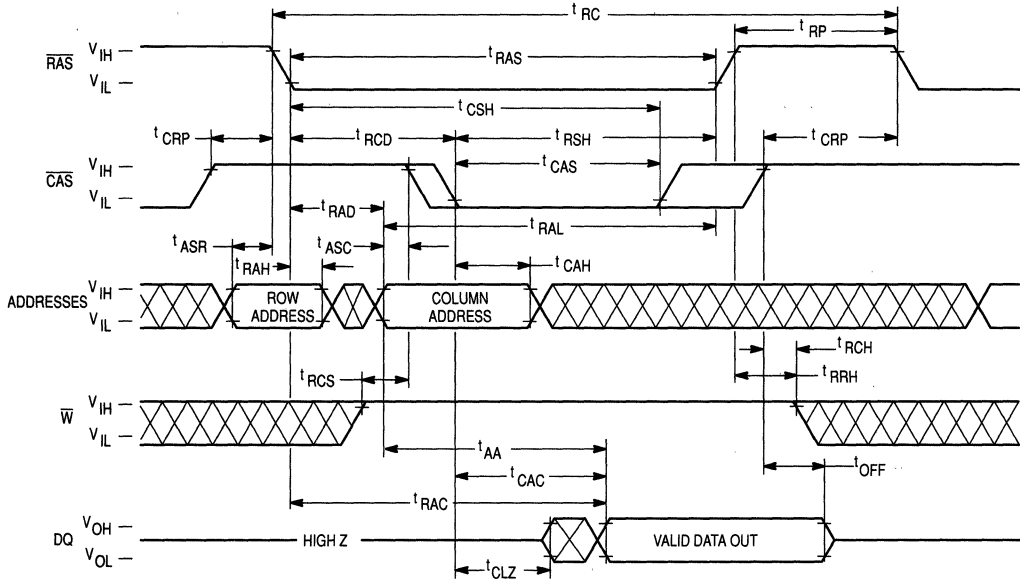 t RC
t RP
RAS
V IH
V IL
t RAS
t CSH
t CRP
t RCD
t RSH
t CRP
CAS
V IH
V IL
t CAS
t RAD
t RAL
t ASR
t ASC
t RAH
t CAH
ADDRESSES
V IH
V IL
ROW ADDRESS
COLUMN ADDRESS
t RCH
t RCS
t RRH
W
V IH
V IL
t AA
t OFF
t CAC
t RAC
DQ
V OH
V OL
HIGH Z
VALID DATA OUT
t CLZ